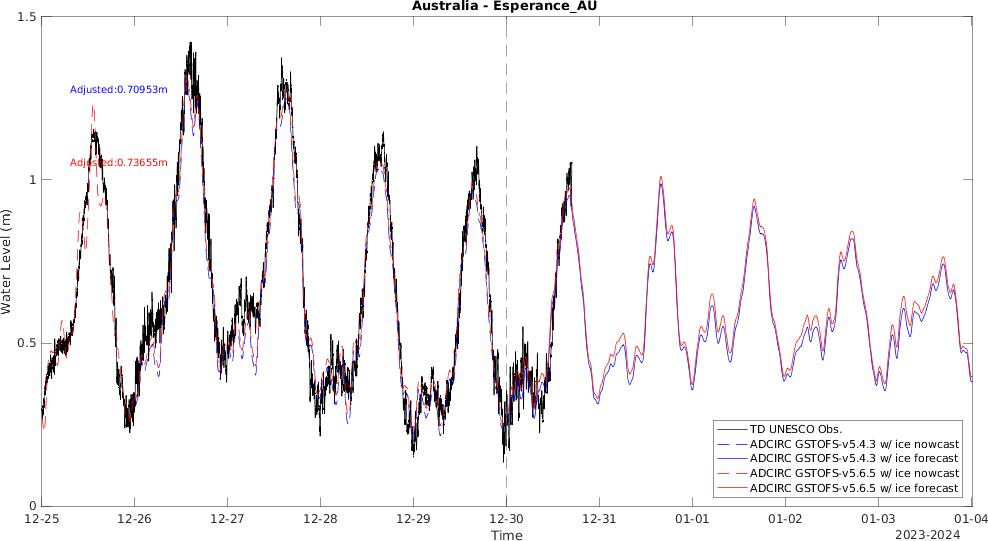 Australia - Esperance_AU
1.5
Adjusted:0.70953m
Adjusted:0.73655m
1
Water Level (m)
0.5
TD UNESCO Obs.
ADCIRC GSTOFS-v5.4.3 w/ ice nowcast
ADCIRC GSTOFS-v5.4.3 w/ ice forecast
ADCIRC GSTOFS-v5.6.5 w/ ice nowcast
ADCIRC GSTOFS-v5.6.5 w/ ice forecast
0
12-25 12-26 12-27 12-28 12-29 12-30 12-31 01-01 01-02 01-03 01-04
Time
2023-2024